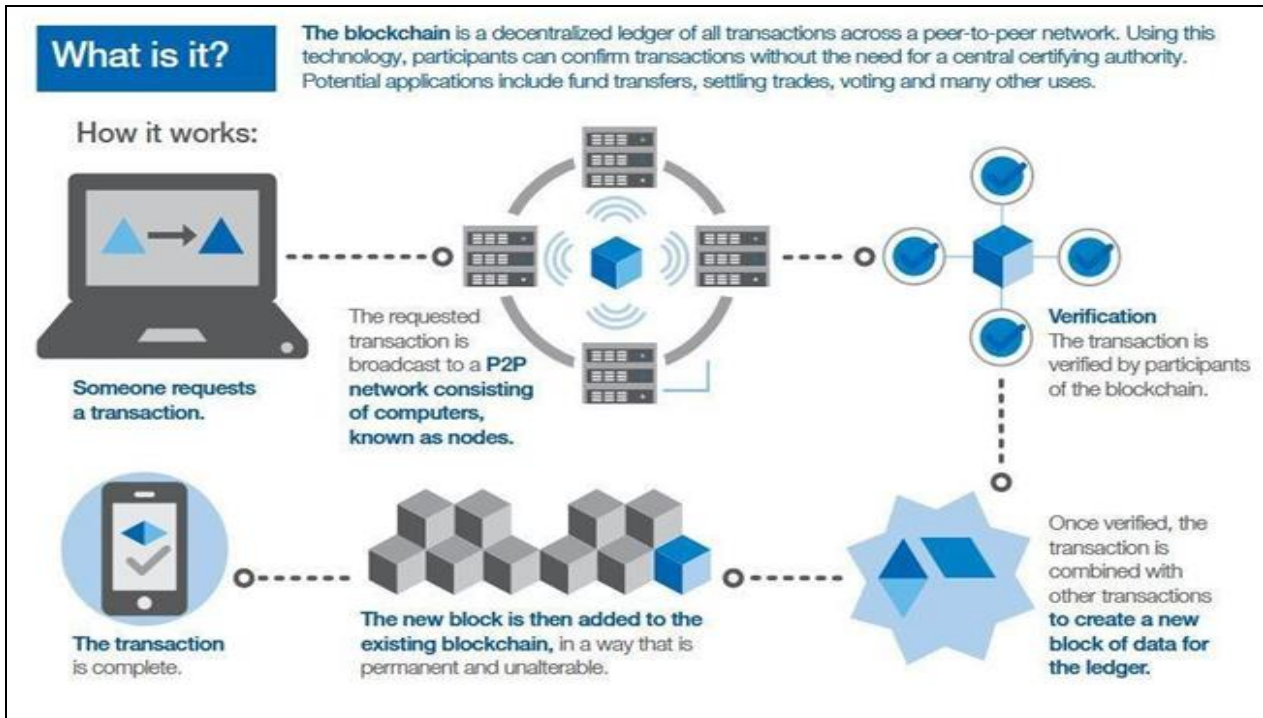 What is it?
The blockchain is a decentralized ledger of all transactions across a peer-to-peer network. Using this
technology, participants can confirm transactions without the need for a central certifying authority.
Potential applications include fund transfers, settling trades, voting and many other uses.
How it works:
Someone requests
a transaction.
The requested
transaction is
broadcast to a P2P
network consisting
of computers,
known as nodes.
Verification
The transaction is
verified by participants
of the blockchain.
Once verified, the
transaction is
combined with
other transactions
to create a new
block of data for
the ledger.
The new block is then added to the
existing blockchain, in a way that is
permanent and unalterable.
The transaction
is complete.